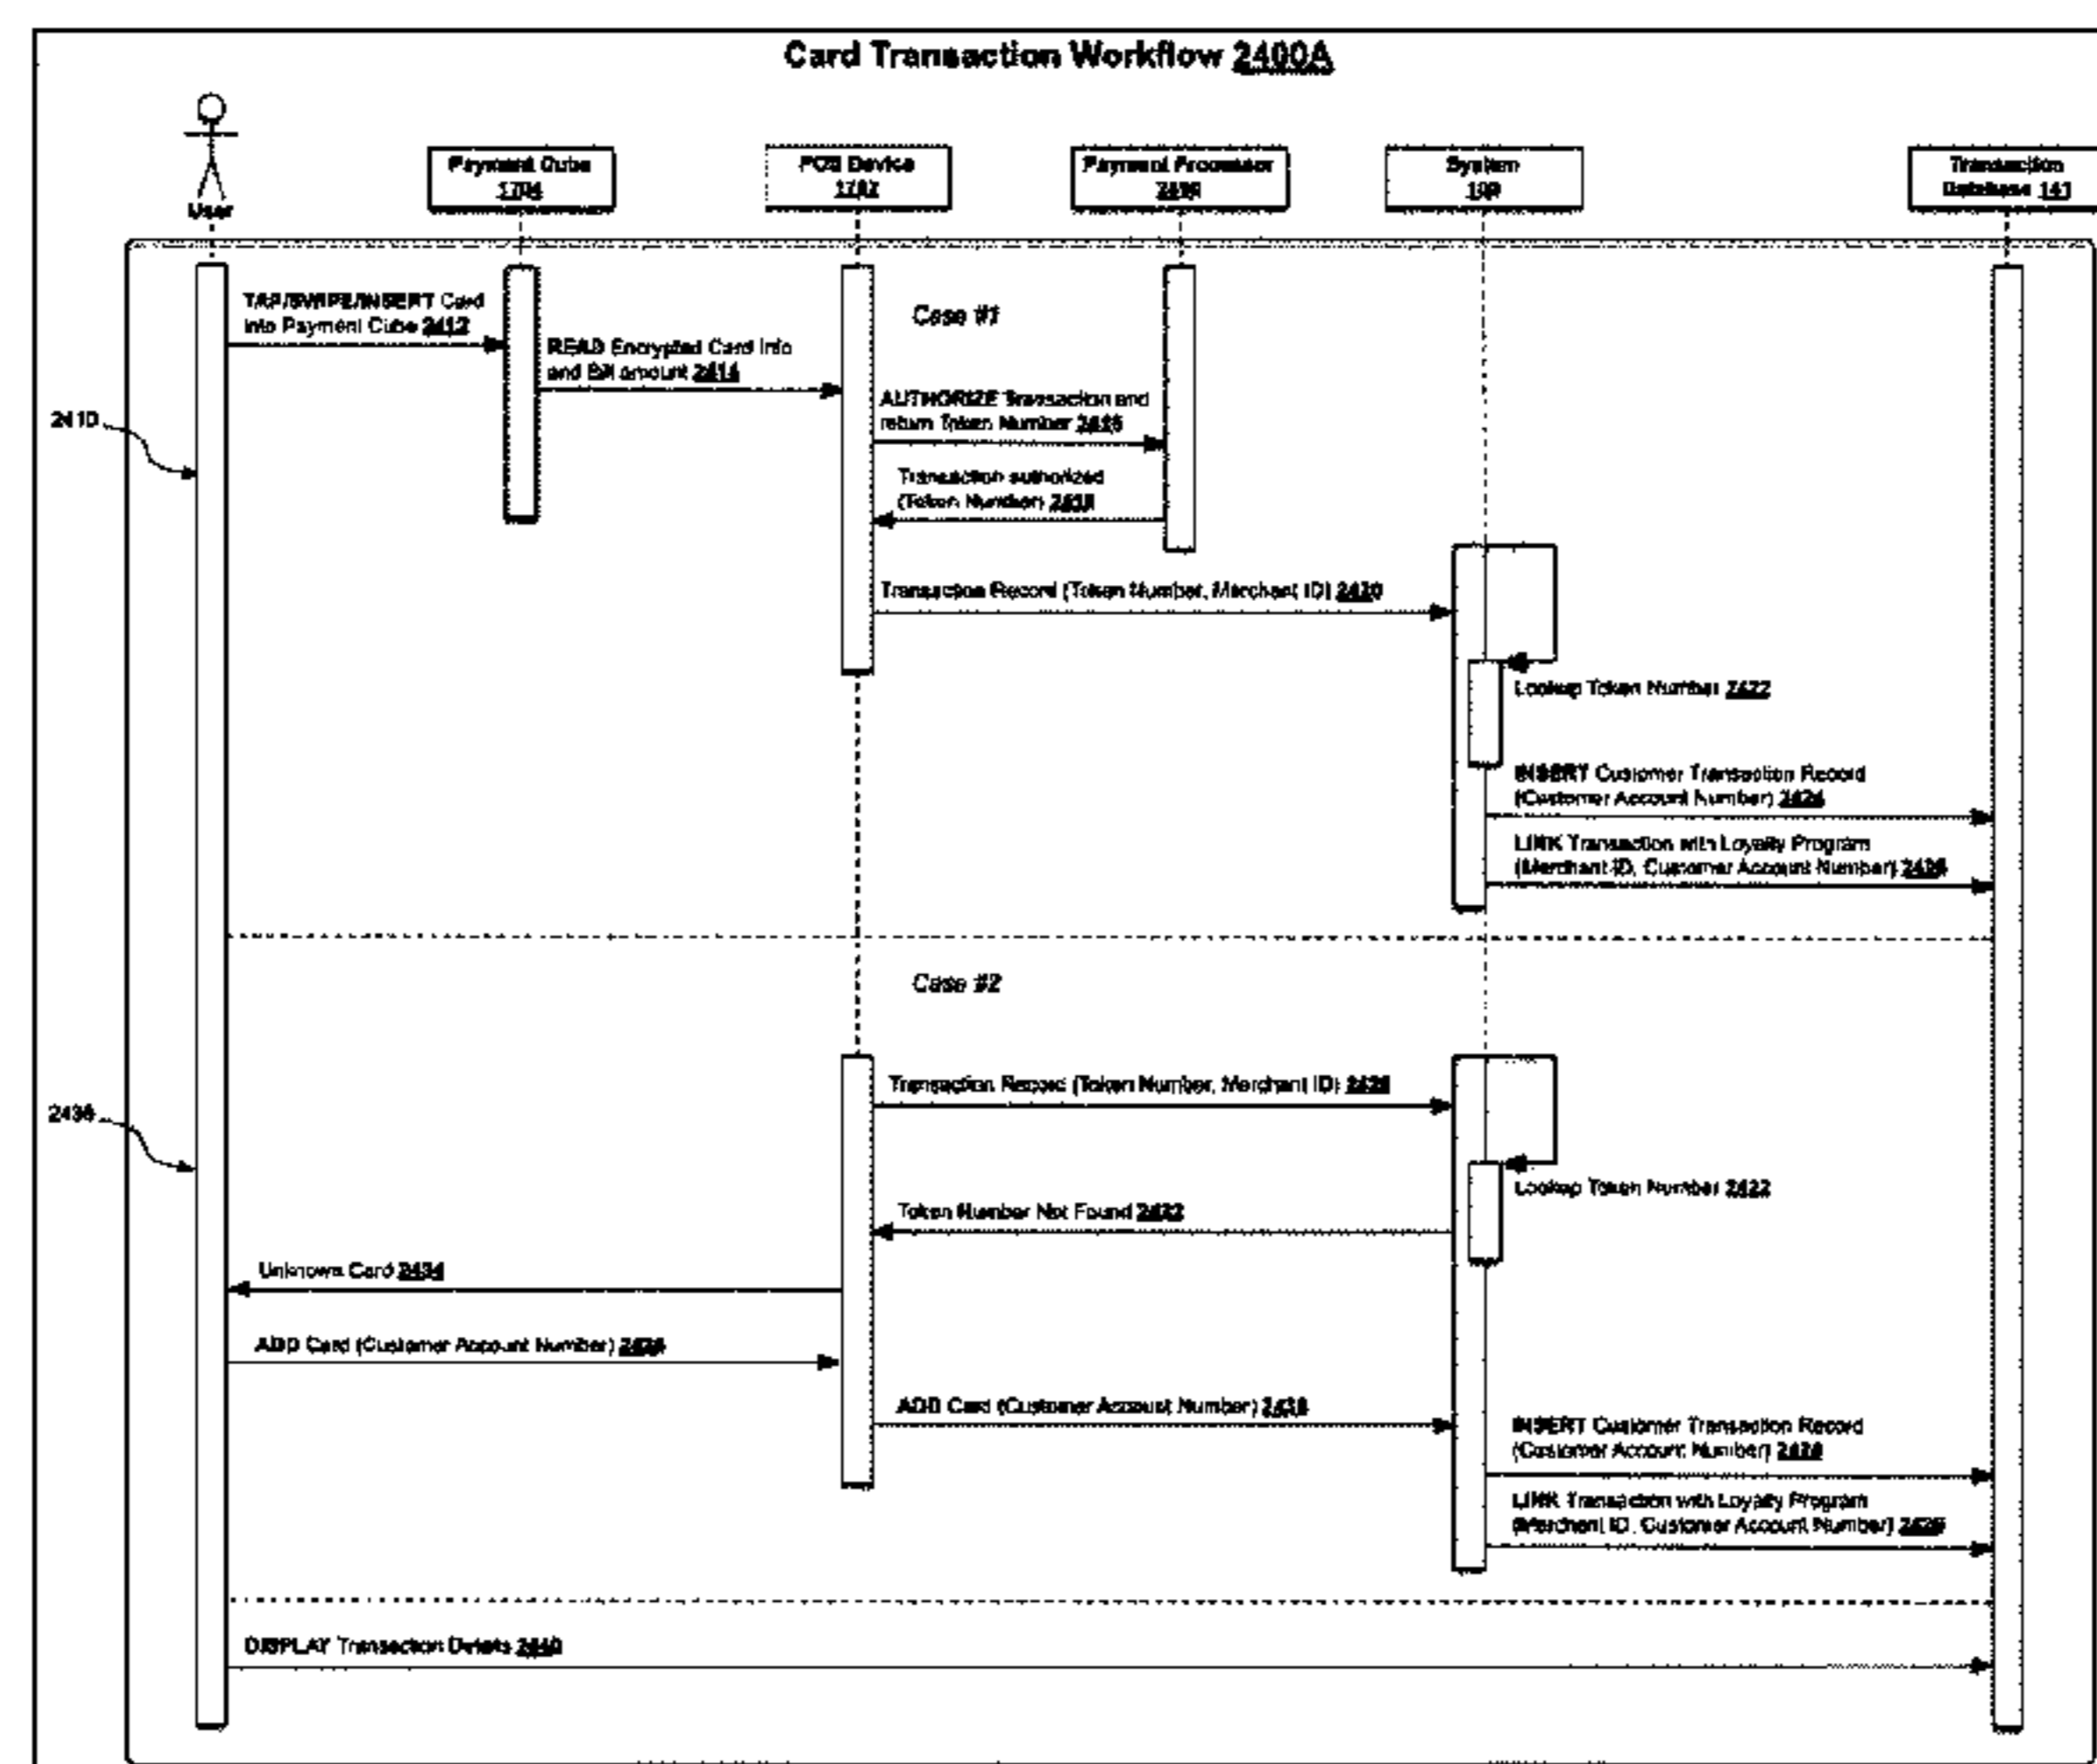 Card Transaction Workflow 2400A
User
Payment Cube
1704
POS Device
1702
Payment Processor
System
100
Transaction
Database 141
TAP/SWIPE/INSERT Card
into Payment Cube 2412
Case #1
READ Encrypted Card Info
and Bill amount 2414
2410
AUTHORIZE Transaction and
return Token Number
Transaction authorized
(Token Number)
Transaction Record (Token Number, Merchant ID) 2420
Lookup Token Number 2422
INSERT Customer Transaction Record
(Customer Account Number) 2424
LINK Transaction with Loyalty Program
(Merchant ID, Customer Account Number)
Case #2
Transaction Record (Token Number, Merchant ID)
Lookup Token Number 2422
Token Number Not Found 2432
Unknown Card 2434
ADD Card (Customer Account Number)
ADD Card (Customer Account Number)
INSERT Customer Transaction Record
(Customer Account Number)
LINK Transaction with Loyalty Program
(Merchant ID, Customer Account Number)
DISPLAY Transaction Details 2440